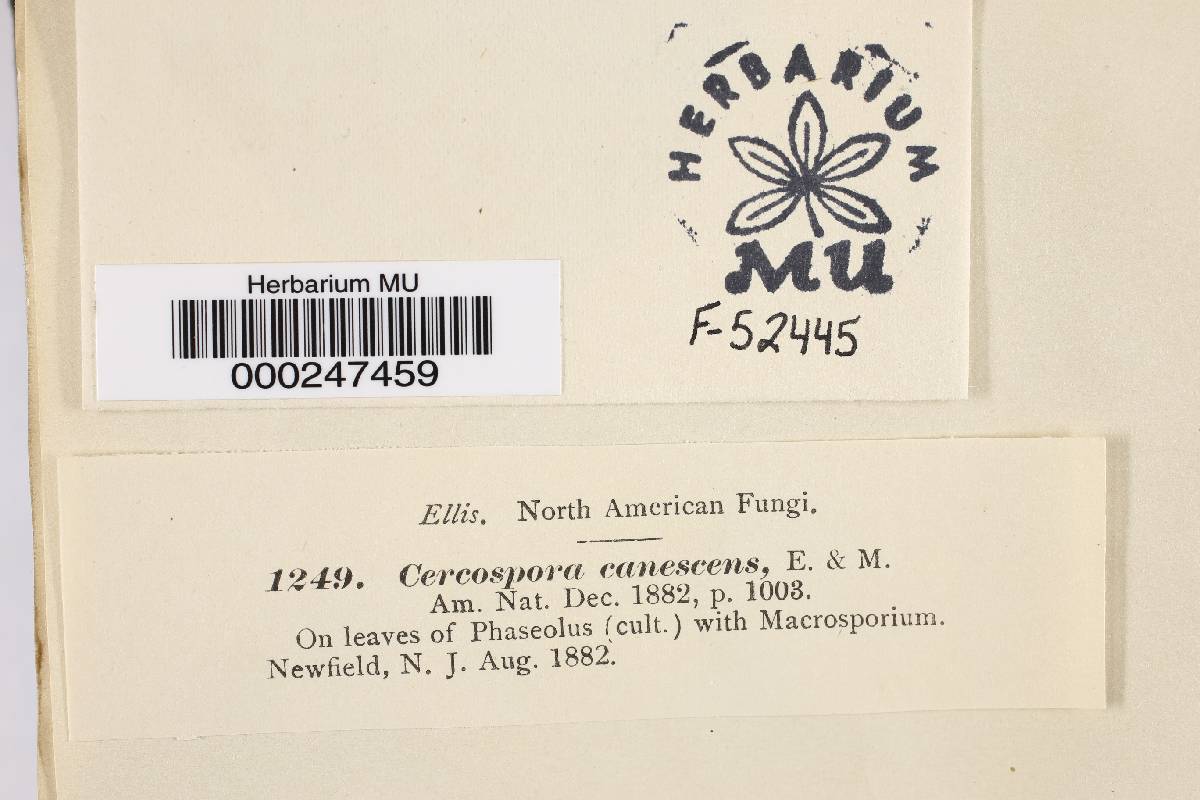 HERBARIUM
MU
F-52445
Herbarium MU
000247459
Ellis. North American Fungi.
1249. Cercospora canescens, E. & M.
Am. Nat. Dec. 1882, p. 1003.
On leaves of Phaseolus (cult.) with Macrosporium.
Newfield, N. J. Aug. 1882.